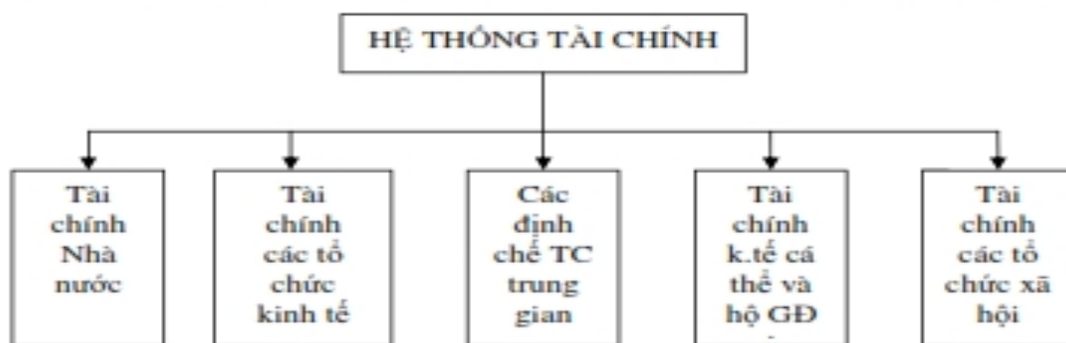 HỆ THỐNG TÀI CHÍNH
Tài
chính
Nhà
nước
Tài
chính
các tổ
chức
kinh tế
Các
định
chế TC
trung
gian
Tài
chính
k.tế cá
thể và
hộ GĐ
Tài
chính
các tổ
chức xã
hội